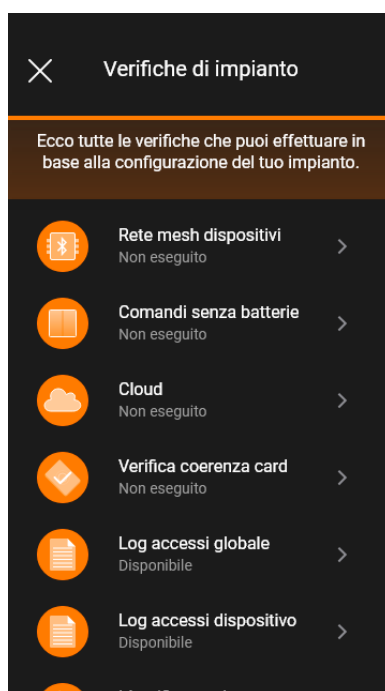 Verifiche di impianto
Ecco tutte le verifiche che puoi effettuare in
base alla configurazione del tuo impianto.
Rete mesh dispositivi
Non eseguito
Comandi senza batterie
Non eseguito
Cloud
Non eseguito
Verifica coerenza card
Non eseguito
Log accessi globale
Disponibile
Log accessi dispositivo
Disponibile